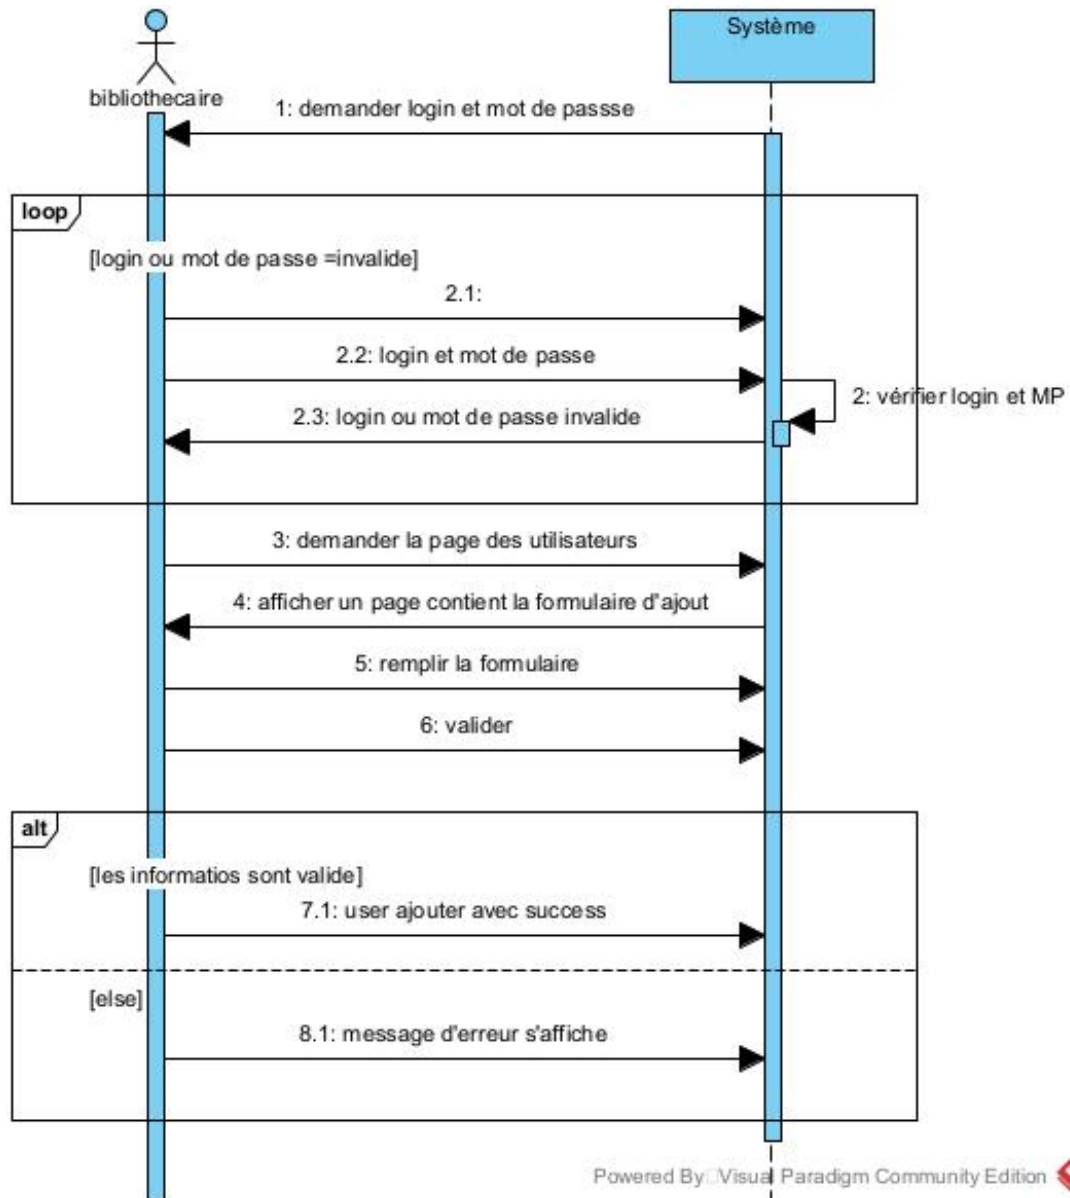 Système
bibliothecaire
1: demander login et mot de passse
loop
[login ou mot de passe =invalide]
2.1:
2.2: login et mot de passe
2: vérifier login et MP
2.3: login ou mot de passe invalide
3: demander la page des utilisateurs
4: afficher un page contient la formulaire d'ajout
5: remplir la formulaire
6: valider
alt
[les informatios sont valide]
7.1: user ajouter avec success
[else]
8.1: message d'erreur s'affiche
Powered By Visual Paradigm Community Edition